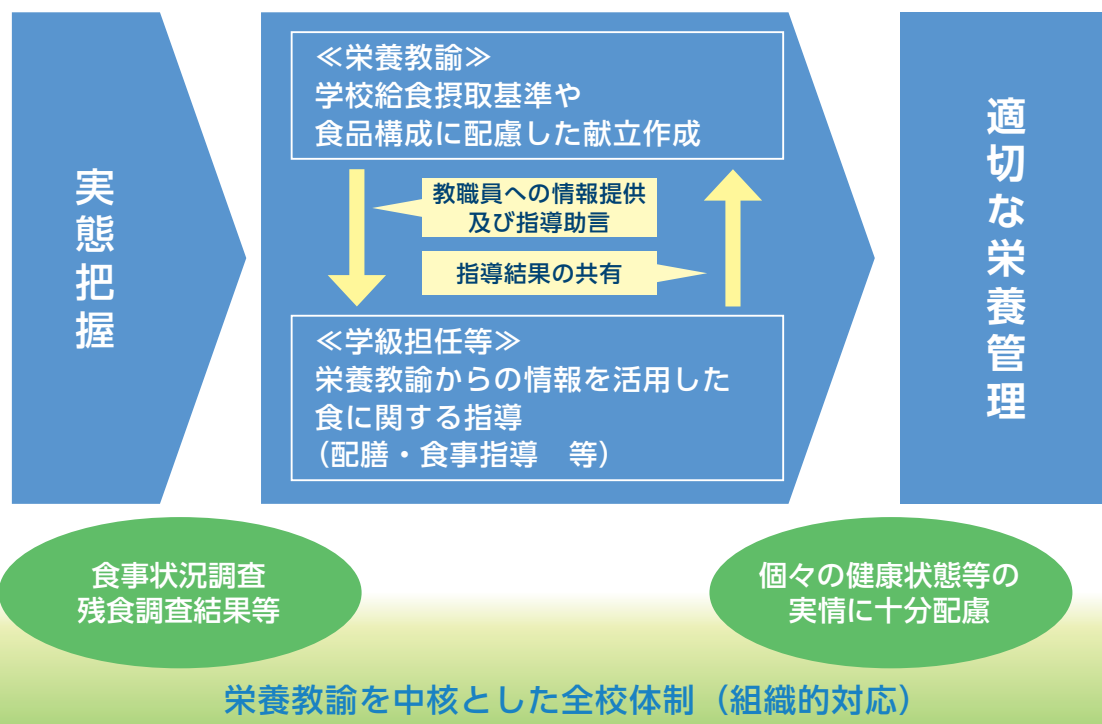 実態把握
≪栄養教諭≫
学校給食摂取基準や
食品構成に配慮した献立作成
教職員への情報提供
及び指導助言
指導結果の共有
≪学級担任等≫
栄養教諭からの情報を活用した
食に関する指導
（配膳・食事指導　等）
適切な栄養管理
食事状況調査
残食調査結果等
個々の健康状態等の
実情に十分配慮
栄養教諭を中核とした全校体制（組織的対応）